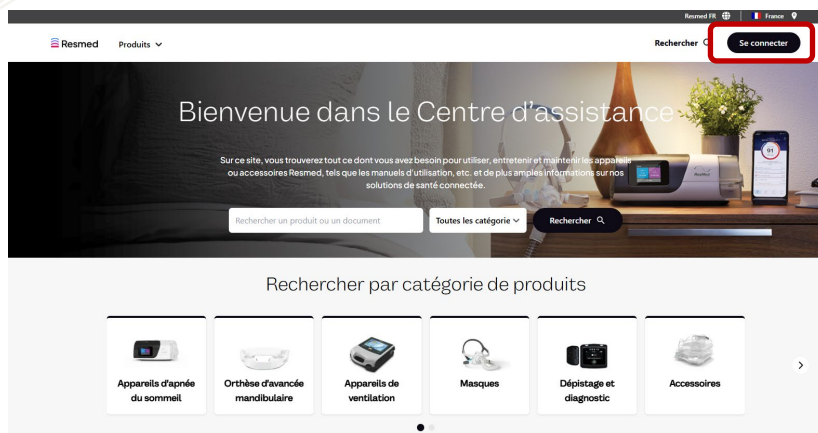 Resmed FR
France
Resmed
Produits
Rechercher
Se connecter
Bienvenue dans le Centre d'assistance
Sur ce site, vous trouverez tout ce dont vous avez besoin pour utiliser, entretenir et maintenir les appareils
ou accessoires Resmed, tels que les manuels d'utilisation, etc. et de plus amples informations sur nos
solutions de santé connectée.
Rechercher un produit ou un document
Toutes les catégorie
Rechercher
91
Rechercher par catégorie de produits
Appareils d'apnée
du sommeil
Orthèse d'avancée
mandibulaire
Appareils de
ventilation
Masques
Dépistage et
diagnostic
Accessoires